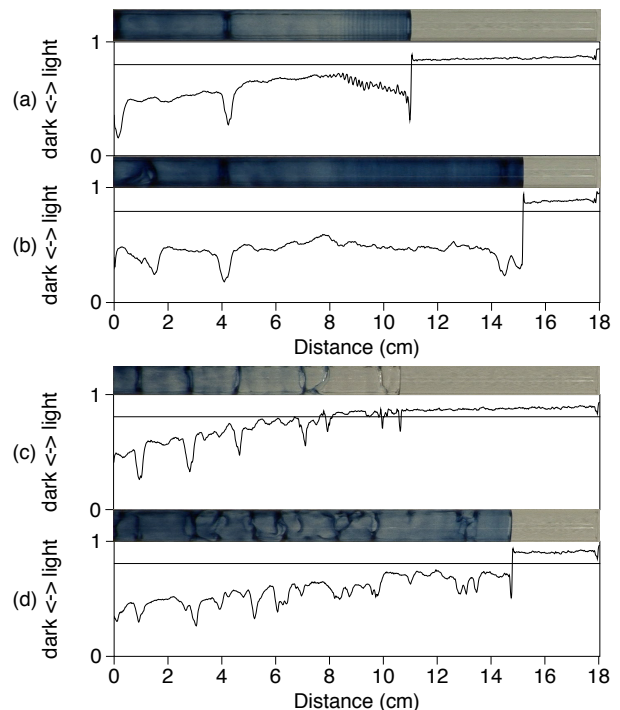 1
(a)
dark <-> light
0
1
(b)
dark <-> light
0
0 2 4 6 8 10 12 14 16 18
Distance (cm)
1
(c)
dark <-> light
0
1
(d)
dark <-> light
0
0 2 4 6 8 10 12 14 16 18
Distance (cm)